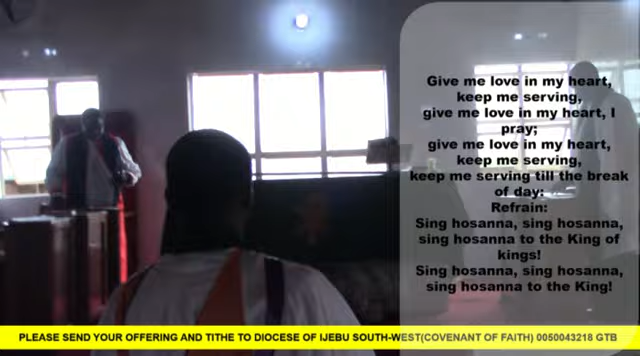 Give me love in my heart,
keep me serving,
give me love in my heart, I
pray;
give me love in my heart,
keep me serving,
keep me serving till the break
of day:
Refrain:
Sing hosanna, sing hosanna,
sing hosanna to the King of
kings!
Sing hosanna, sing hosanna,
sing hosanna to the King!
PLEASE SEND YOUR OFFERING AND TITHE TO DIOCESE OF IJEBU SOUTH-WEST(COVENANT OF FAITH) 0050043218 GTB